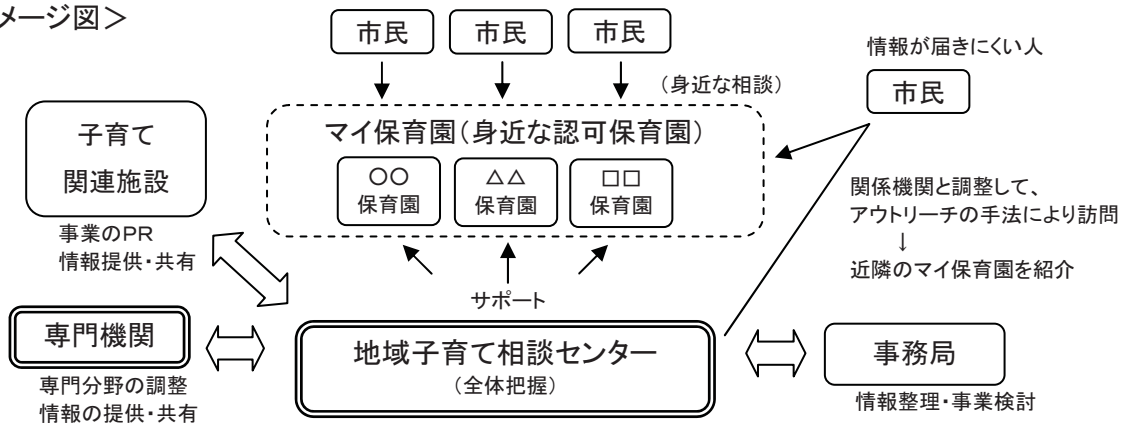 メージ図＞
市民
市民
市民
情報が届きにくい人
市民
（身近な相談）
マイ保育園（身近な認可保育園）
○○
保育園
△△
保育園
□□
保育園
子育て
関連施設
事業のＰＲ
情報提供・共有
関係機関と調整して、
アウトリーチの手法により訪問
↓
近隣のマイ保育園を紹介
サポート
専門機関
専門分野の調整
情報の提供・共有
地域子育て相談センター
（全体把握）
事務局
情報整理・事業検討